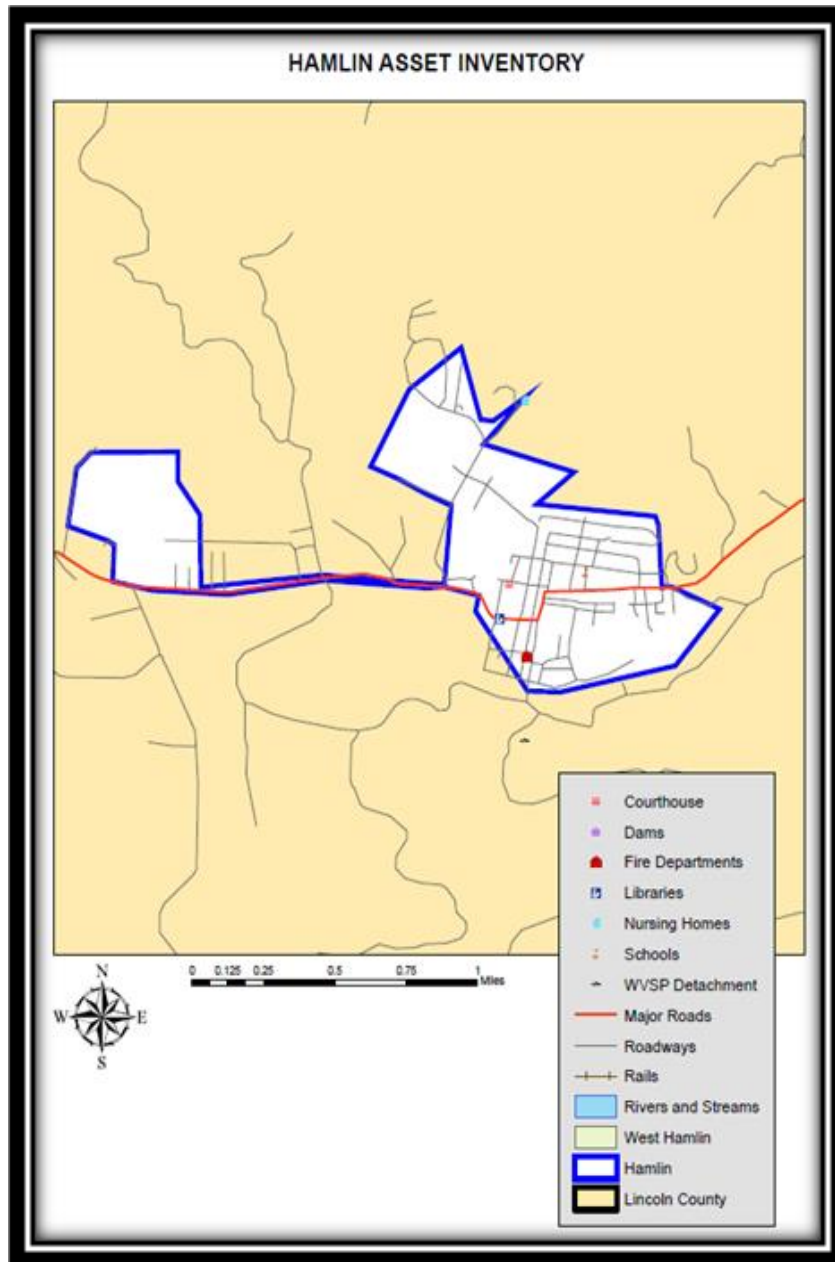 HAMLIN ASSET INVENTORY
N
W E
S
0 0.125 0.25 0.5 0.75 1
Miles
Courthouse
Dams
Fire Departments
Libraries
Nursing Homes
Schools
WVSP Detachment
Major Roads
Roadways
Rails
Rivers and Streams
West Hamlin
Hamlin
Lincoln County